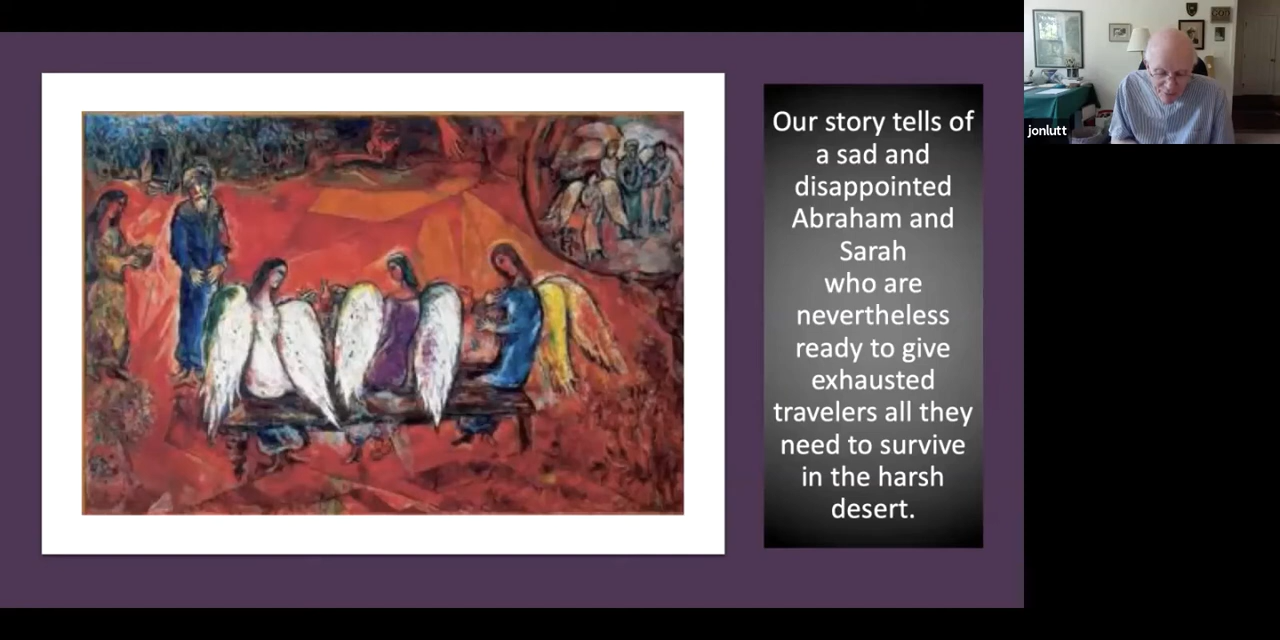 Our story tells of
a sad and
disappointed
Abraham and
Sarah
who are
nevertheless
ready to give
exhausted
travelers all they
need to survive
in the harsh
desert.
jonlutt